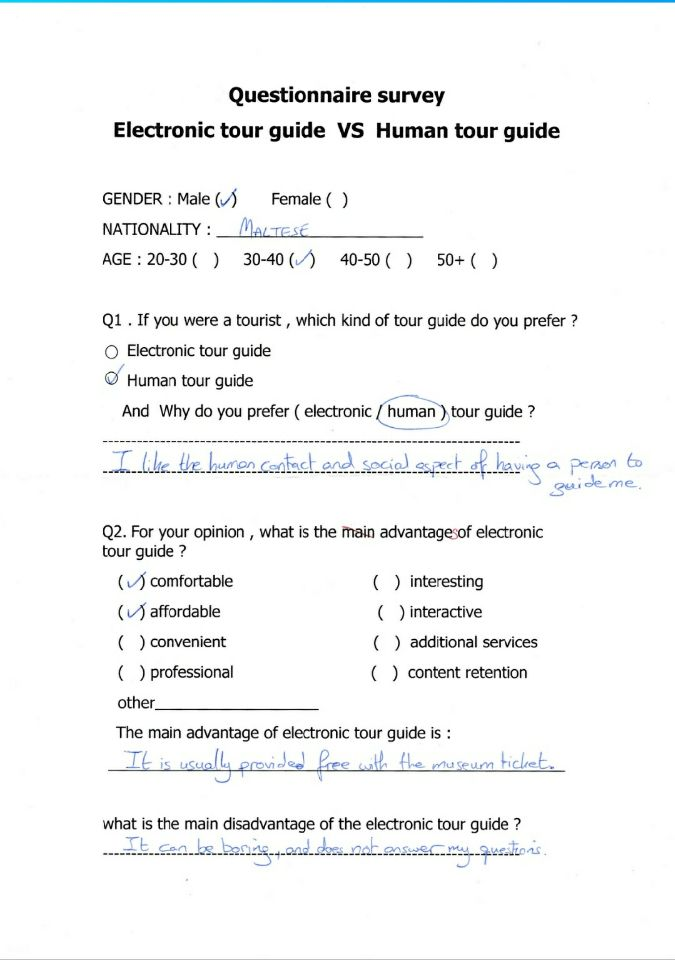 Questionnaire survey
Electronic tour guide VS Human tour guide
GENDER : Male (✓) Female ( )
NATIONALITY : MALTESE
AGE : 20-30 ( ) 30-40 (✓) 40-50 ( ) 50+ ( )
Q1 . If you were a tourist , which kind of tour guide do you prefer ?
○ Electronic tour guide
✓ Human tour guide
And Why do you prefer ( electronic / human ) tour guide ?
I like the human contact and social aspect of having a person to
guide me.
Q2. For your opinion , what is the main advantages of electronic
tour guide ?
(✓) comfortable ( ) interesting
(✓) affordable ( ) interactive
( ) convenient ( ) additional services
( ) professional ( ) content retention
other
The main advantage of electronic tour guide is :
It is usually provided free with the museum ticket.
what is the main disadvantage of the electronic tour guide ?
It can be boring, and does not answer my questions.